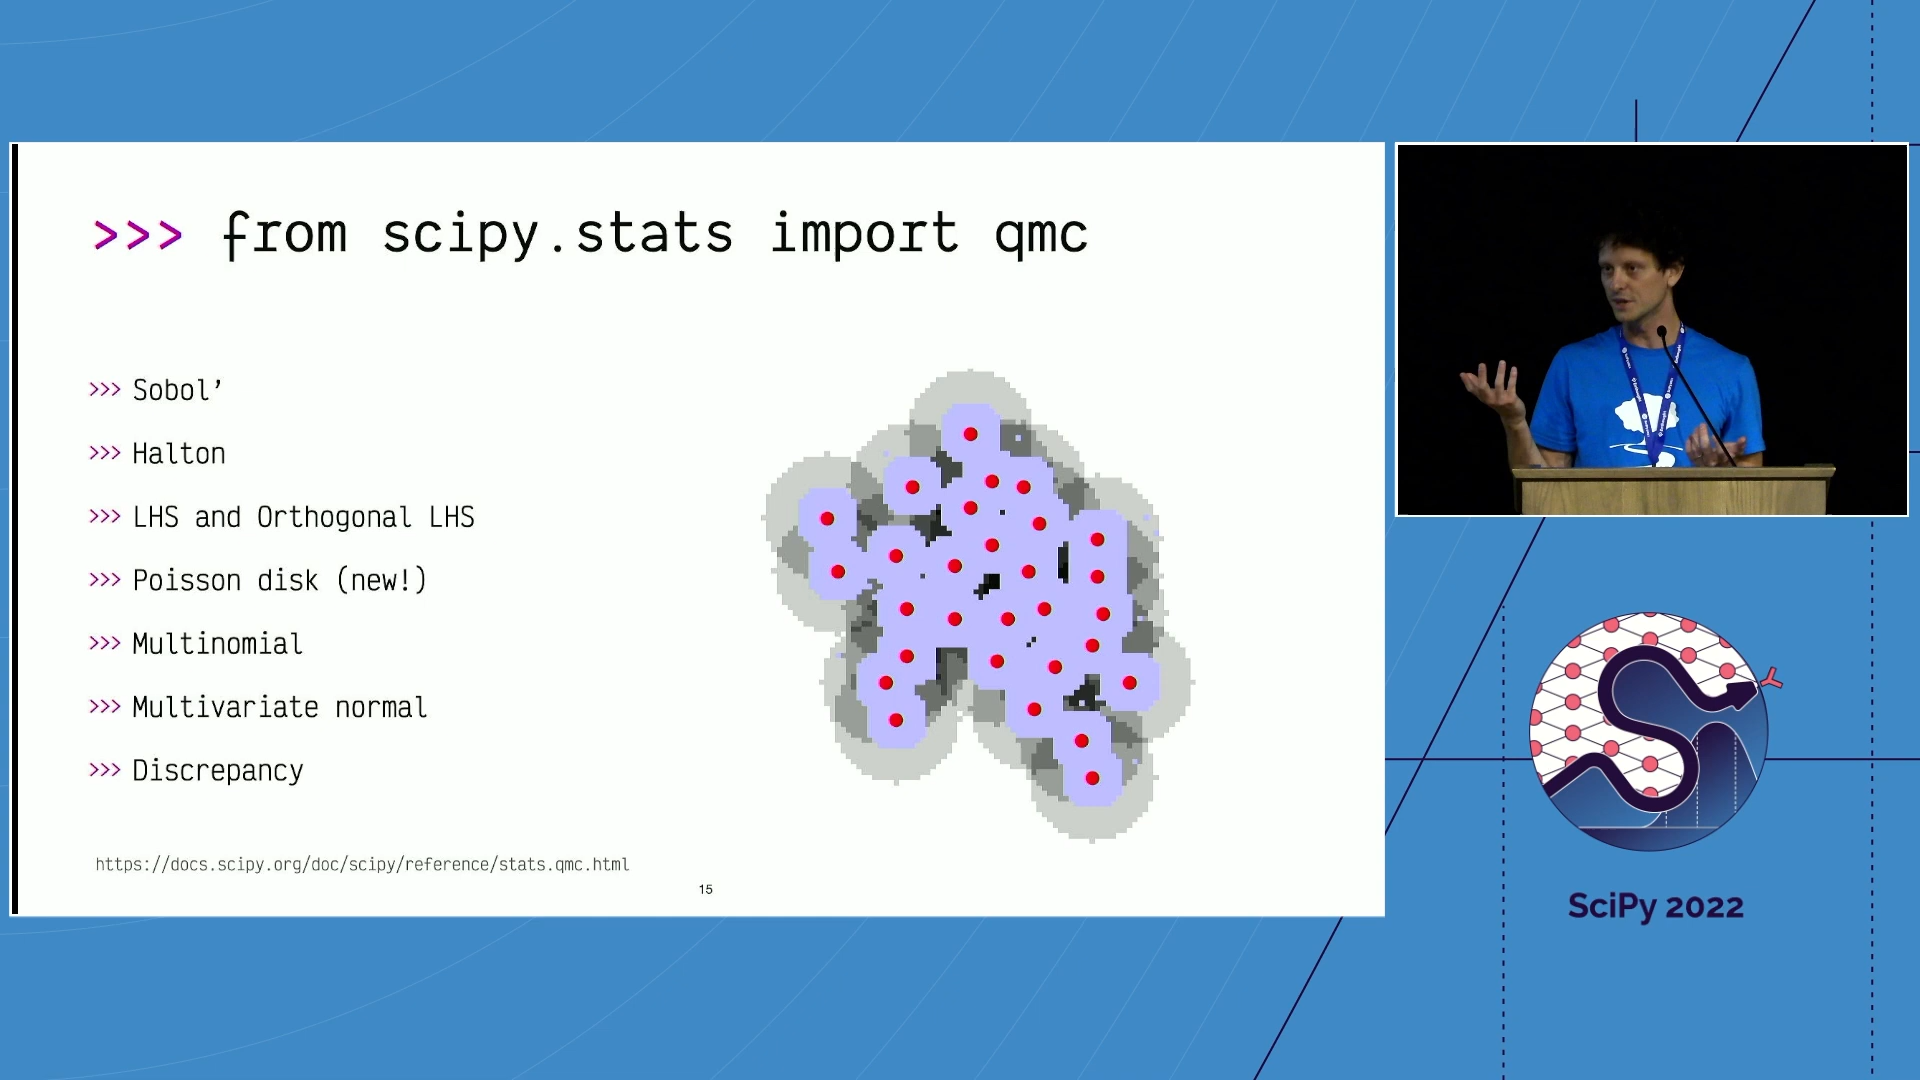 >>> from scipy.stats import qmc
>>> Sobol’
>>> Halton
>>> LHS and Orthogonal LHS
>>> Poisson disk (new!)
>>> Multinomial
>>> Multivariate normal
>>> Discrepancy
https://docs.scipy.org/doc/scipy/reference/stats.qmc.html
15
SciPy 2022